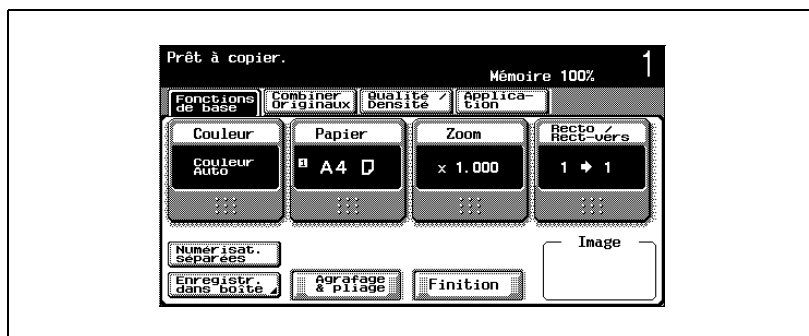 Prêt à copier.
Mémoire 100%
1
Fonctions de base
Combiner Originaux
Qualité / Densité
Applica-
tion
Couleur
Papier
Zoom
Recto /
Rect-vers
Couleur
Auto
1 A4
x 1.000
1 → 1
Numérisat.
séparées
Image
Enregistr.
dans boîte
Agrafage
& pliage
Finition